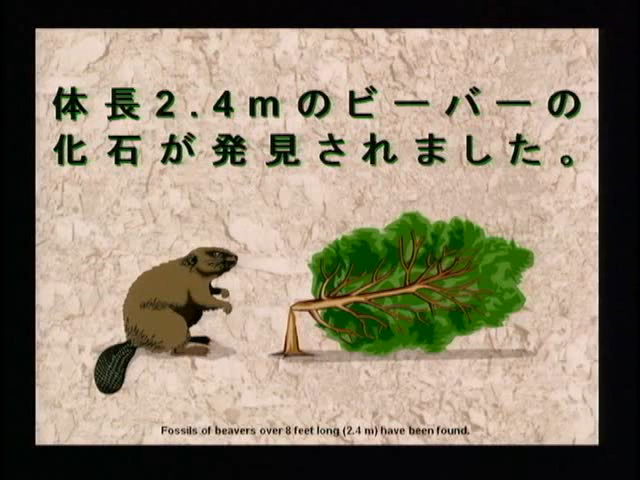 体長2.4mのビーバーの
化石が発見されました。
Fossils of beavers over 8 feet long (2.4 m) have been found.